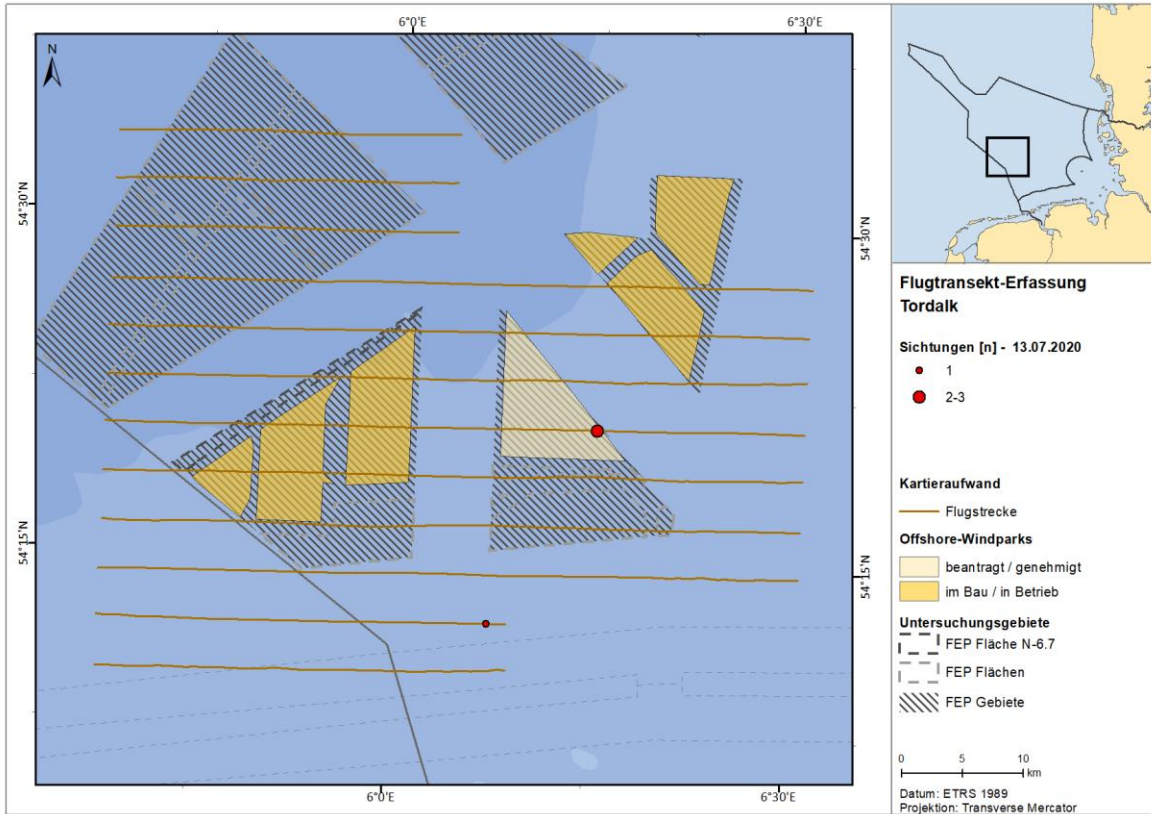 6°0'E
6°30'E
N
54°30'N
54°30'N
54°15'N
54°15'N
6°0'E
6°30'E
Flugtransekt-Erfassung
Tordalk
Sichtungen [n] - 13.07.2020
1
2-3
Kartieraufwand
Flugstrecke
Offshore-Windparks
beantragt / genehmigt
im Bau / in Betrieb
Untersuchungsgebiete
FEP Fläche N-6.7
FEP Flächen
FEP Gebiete
0 5 10
km
Datum: ETRS 1989
Projektion: Transverse Mercator